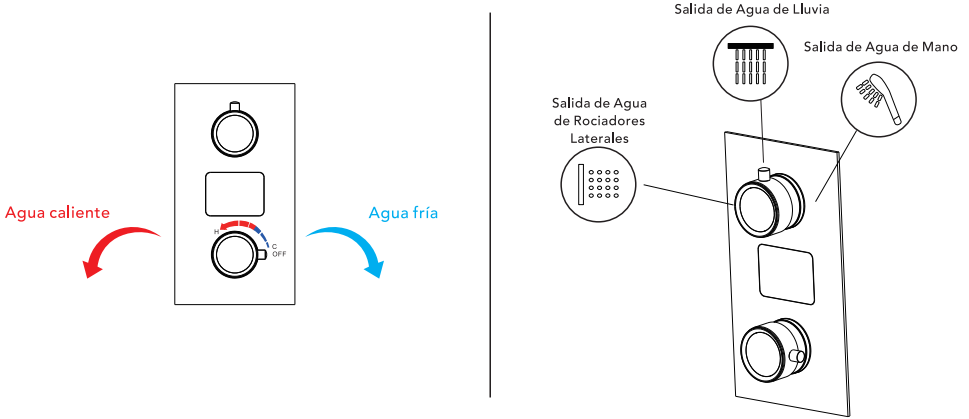 Agua caliente
Agua fría
H
C
OFF
Salida de Agua de Lluvia
Salida de Agua de Mano
Salida de Agua
de Rociadores
Laterales